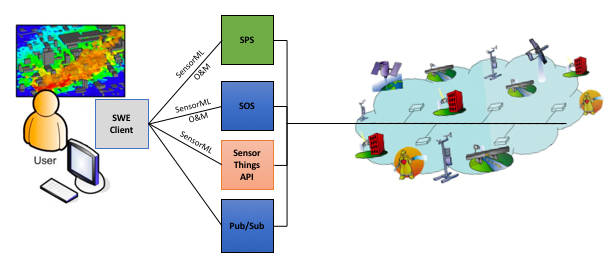 SPS
SensorML
O&M
SWE
Client
SensorML
O&M
SOS
SensorML
Sensor
Things
API
User
Pub/Sub